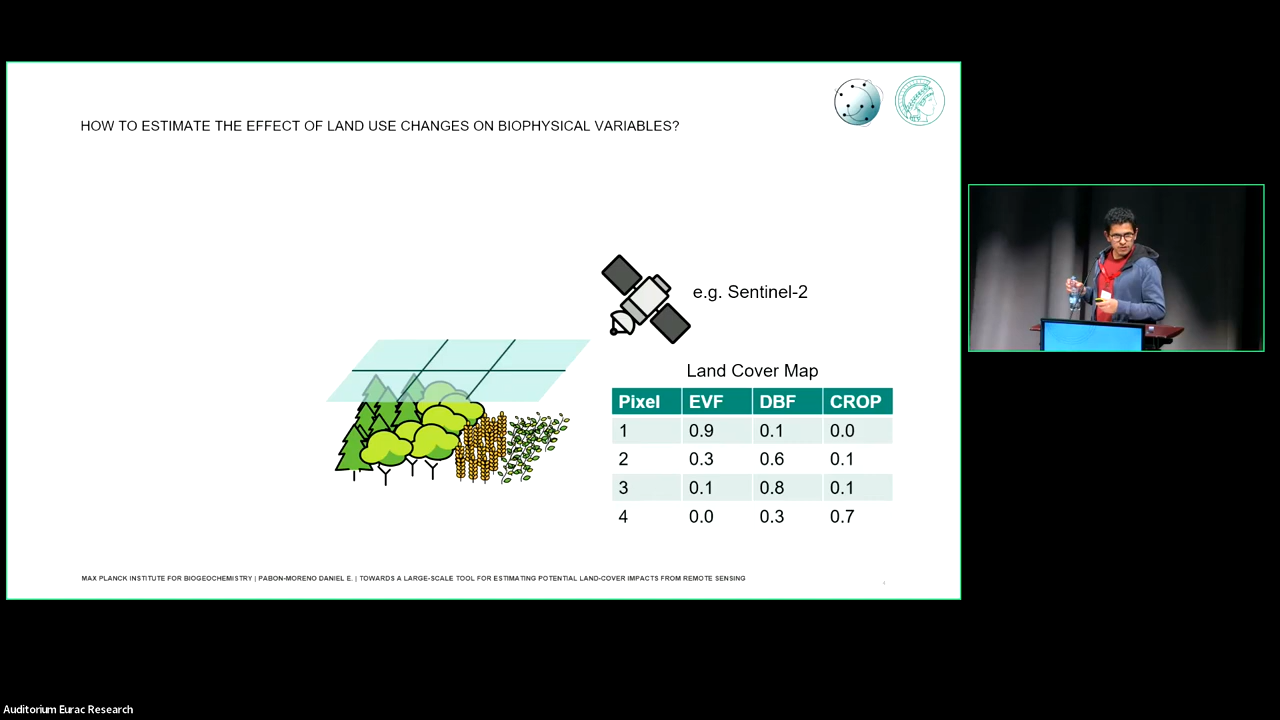 HOW TO ESTIMATE THE EFFECT OF LAND USE CHANGES ON BIOPHYSICAL VARIABLES?
e.g. Sentinel-2
Land Cover Map
Pixel EVF DBF CROP
1 0.9 0.1 0.0
2 0.3 0.6 0.1
3 0.1 0.8 0.1
4 0.0 0.3 0.7
MAX PLANCK INSTITUTE FOR BIOGEOCHEMISTRY | PABON-MORENO DANIEL E. | TOWARDS A LARGE-SCALE TOOL FOR ESTIMATING POTENTIAL LAND-COVER IMPACTS FROM REMOTE SENSING
Auditorium Eurac Research